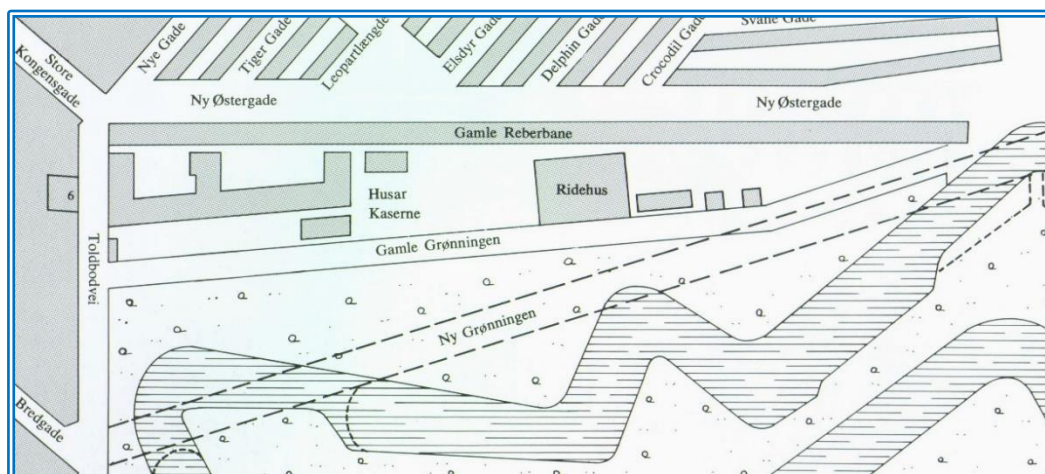 Store
Kongensgade
Nye Gade
Tiger Gade
Leopartlængde
Elsdyr Gade
Delphin Gade
Crocodil Gade
Svane Gade
Ny Østergade
Ny Østergade
Gamle Reberbane
6
Husar
Kaserne
Ridehus
Toldbodvei
Gamle Grønningen
Ny Grønningen
Bredgade